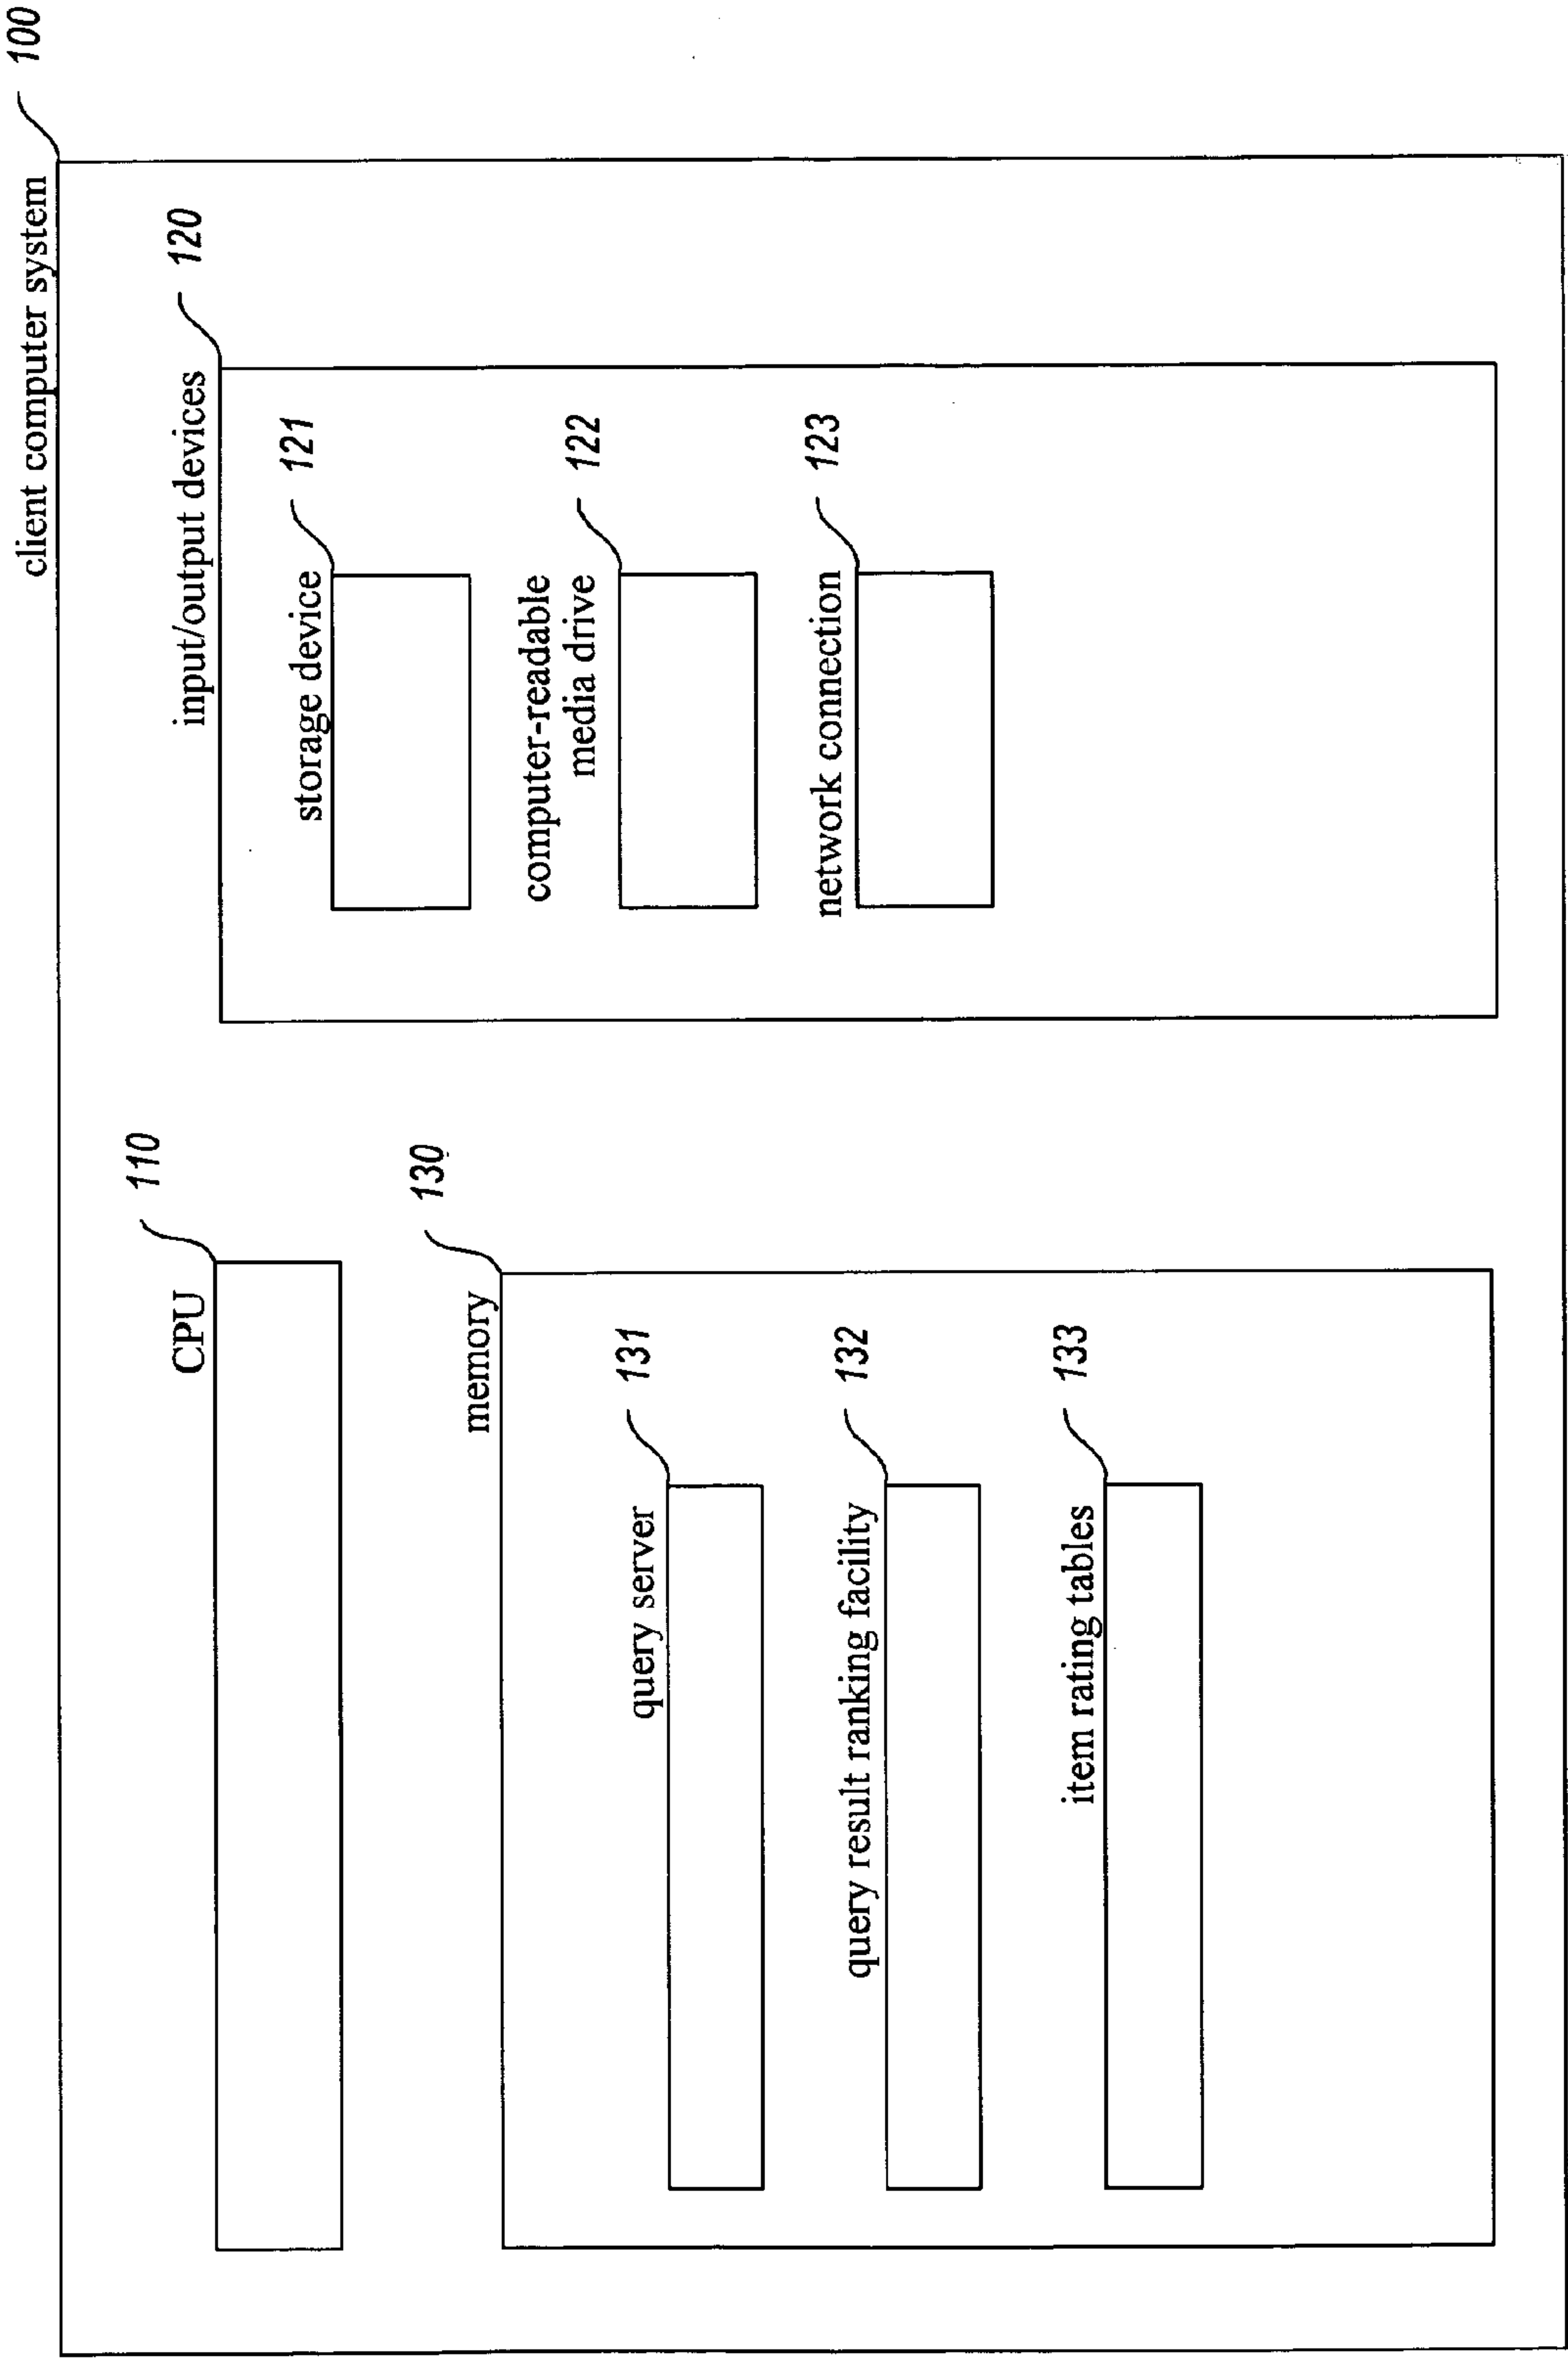 client computer system
100
CPU
110
memory
130
query server
131
query result ranking facility
132
item rating tables
133
input/output devices
120
storage device
121
computer-readable
media drive
122
network connection
123